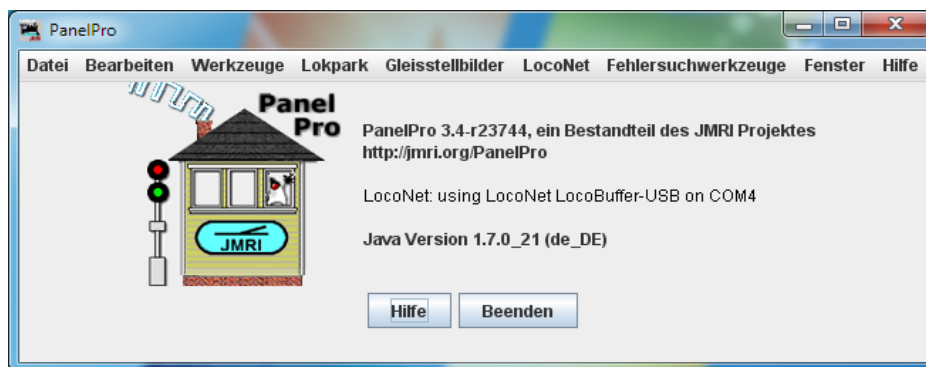 PanelPro
Datei Bearbeiten Werkzeuge Lokpark Gleisstellbilder LocoNet Fehlersuchwerkzeuge Fenster Hilfe
Panel
Pro
PanelPro 3.4-r23744, ein Bestandteil des JMRI Projektes
http://jmri.org/PanelPro
LocoNet: using LocoNet LocoBuffer-USB on COM4
JMRI
Java Version 1.7.0_21 (de_DE)
Hilfe Beenden